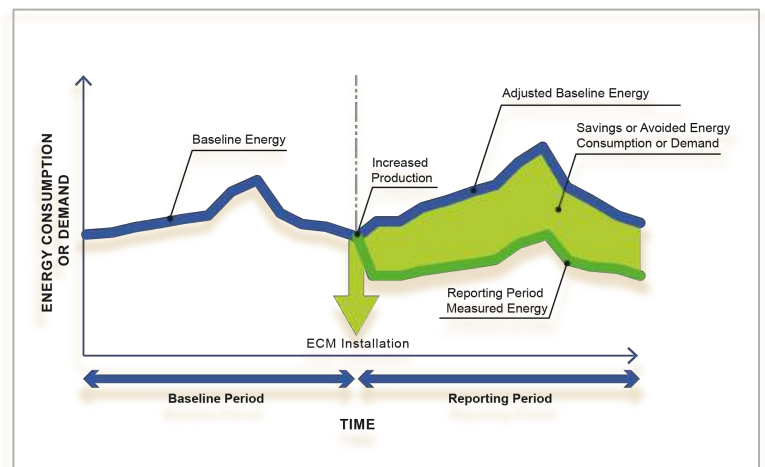 Adjusted Baseline Energy
Savings or Avoided Energy
Consumption or Demand
Baseline Energy
Increased
Production
ENERGY CONSUMPTION
OR DEMAND
Reporting Period
Measured Energy
ECM Installation
Baseline Period
Reporting Period
TIME